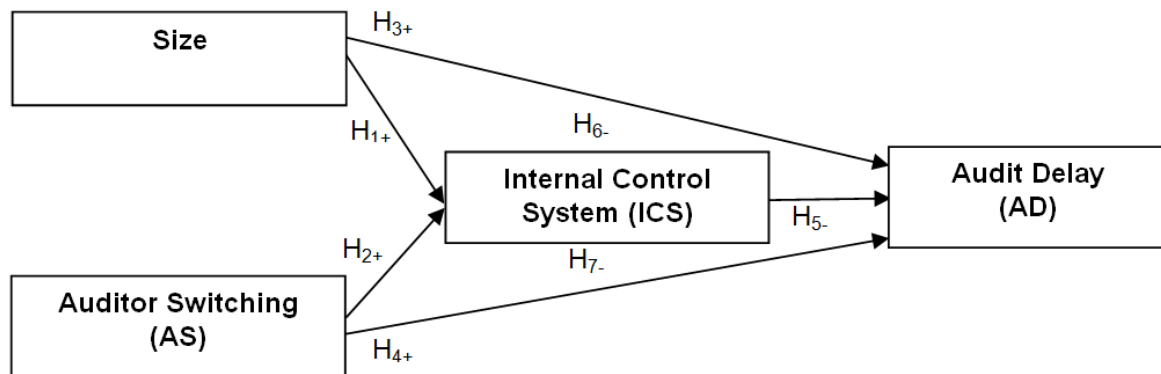 Size
H₃₊
H₁₊
H₆₋
Internal Control
System (ICS)
Audit Delay
(AD)
H₅₋
H₂₊
H₇₋
Auditor Switching
(AS)
H₄₊